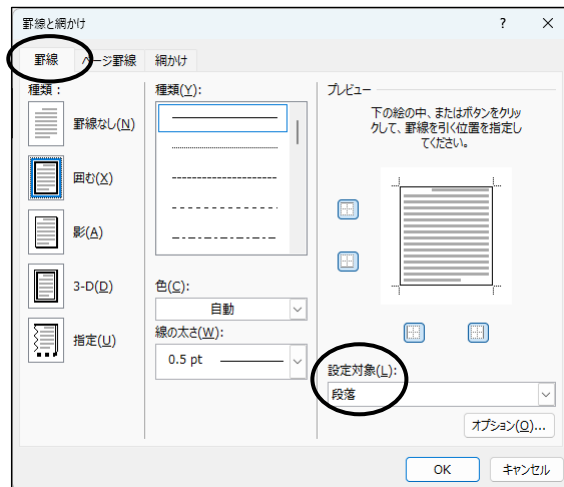 罫線と網かけ
罫線 ページ罫線 網かけ
種類：
罫線なし(N)
囲む(X)
影(A)
3-D(D)
指定(U)
種類(Y):
色(C):
自動
線の太さ(W):
0.5 pt
プレビュー
下の絵の中、またはボタンをクリッ
クして、罫線を引く位置を指定し
てください。
設定対象(L):
段落
オプション(O)...
OK キャンセル